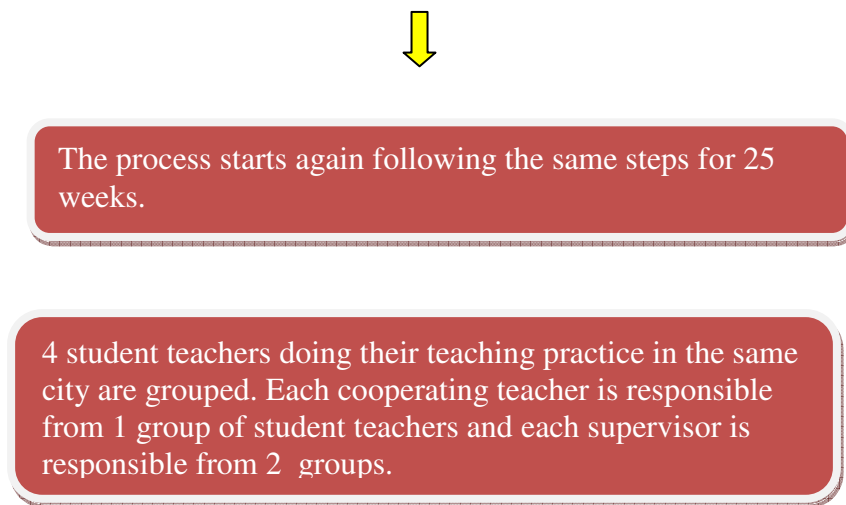 The process starts again following the same steps for 25
weeks.
4 student teachers doing their teaching practice in the same
city are grouped. Each cooperating teacher is responsible
from 1 group of student teachers and each supervisor is
responsible from 2 groups.